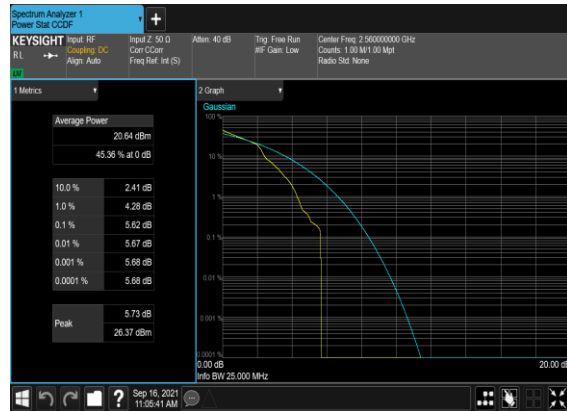 Spectrum Analyzer 1
Power Stat CCDF
KEYSIGHT
RL
Input: RF
Coupling: DC
Align: Auto
Input Z: 50 Ω
Corr CCorr
Freq Ref: Int (S)
Atten: 40 dB
Trig: Free Run
#IF Gain: Low
Center Freq: 2.560000000 GHz
Counts: 1.00 M/1.00 Mpt
Radio Std: None
1 Metrics
Average Power
20.64 dBm
45.36 % at 0 dB
10.0 % 2.41 dB
1.0 % 4.28 dB
0.1 % 5.62 dB
0.01 % 5.67 dB
0.001 % 5.68 dB
0.0001 % 5.68 dB
Peak
5.73 dB
26.37 dBm
2 Graph
Gaussian
100 %
10 %
1 %
0.1 %
0.01 %
0.001 %
0.0001 %
0.00 dB
20.00 dB
Info BW 25.000 MHz
?
Sep 16, 2021
11:05:41 AM